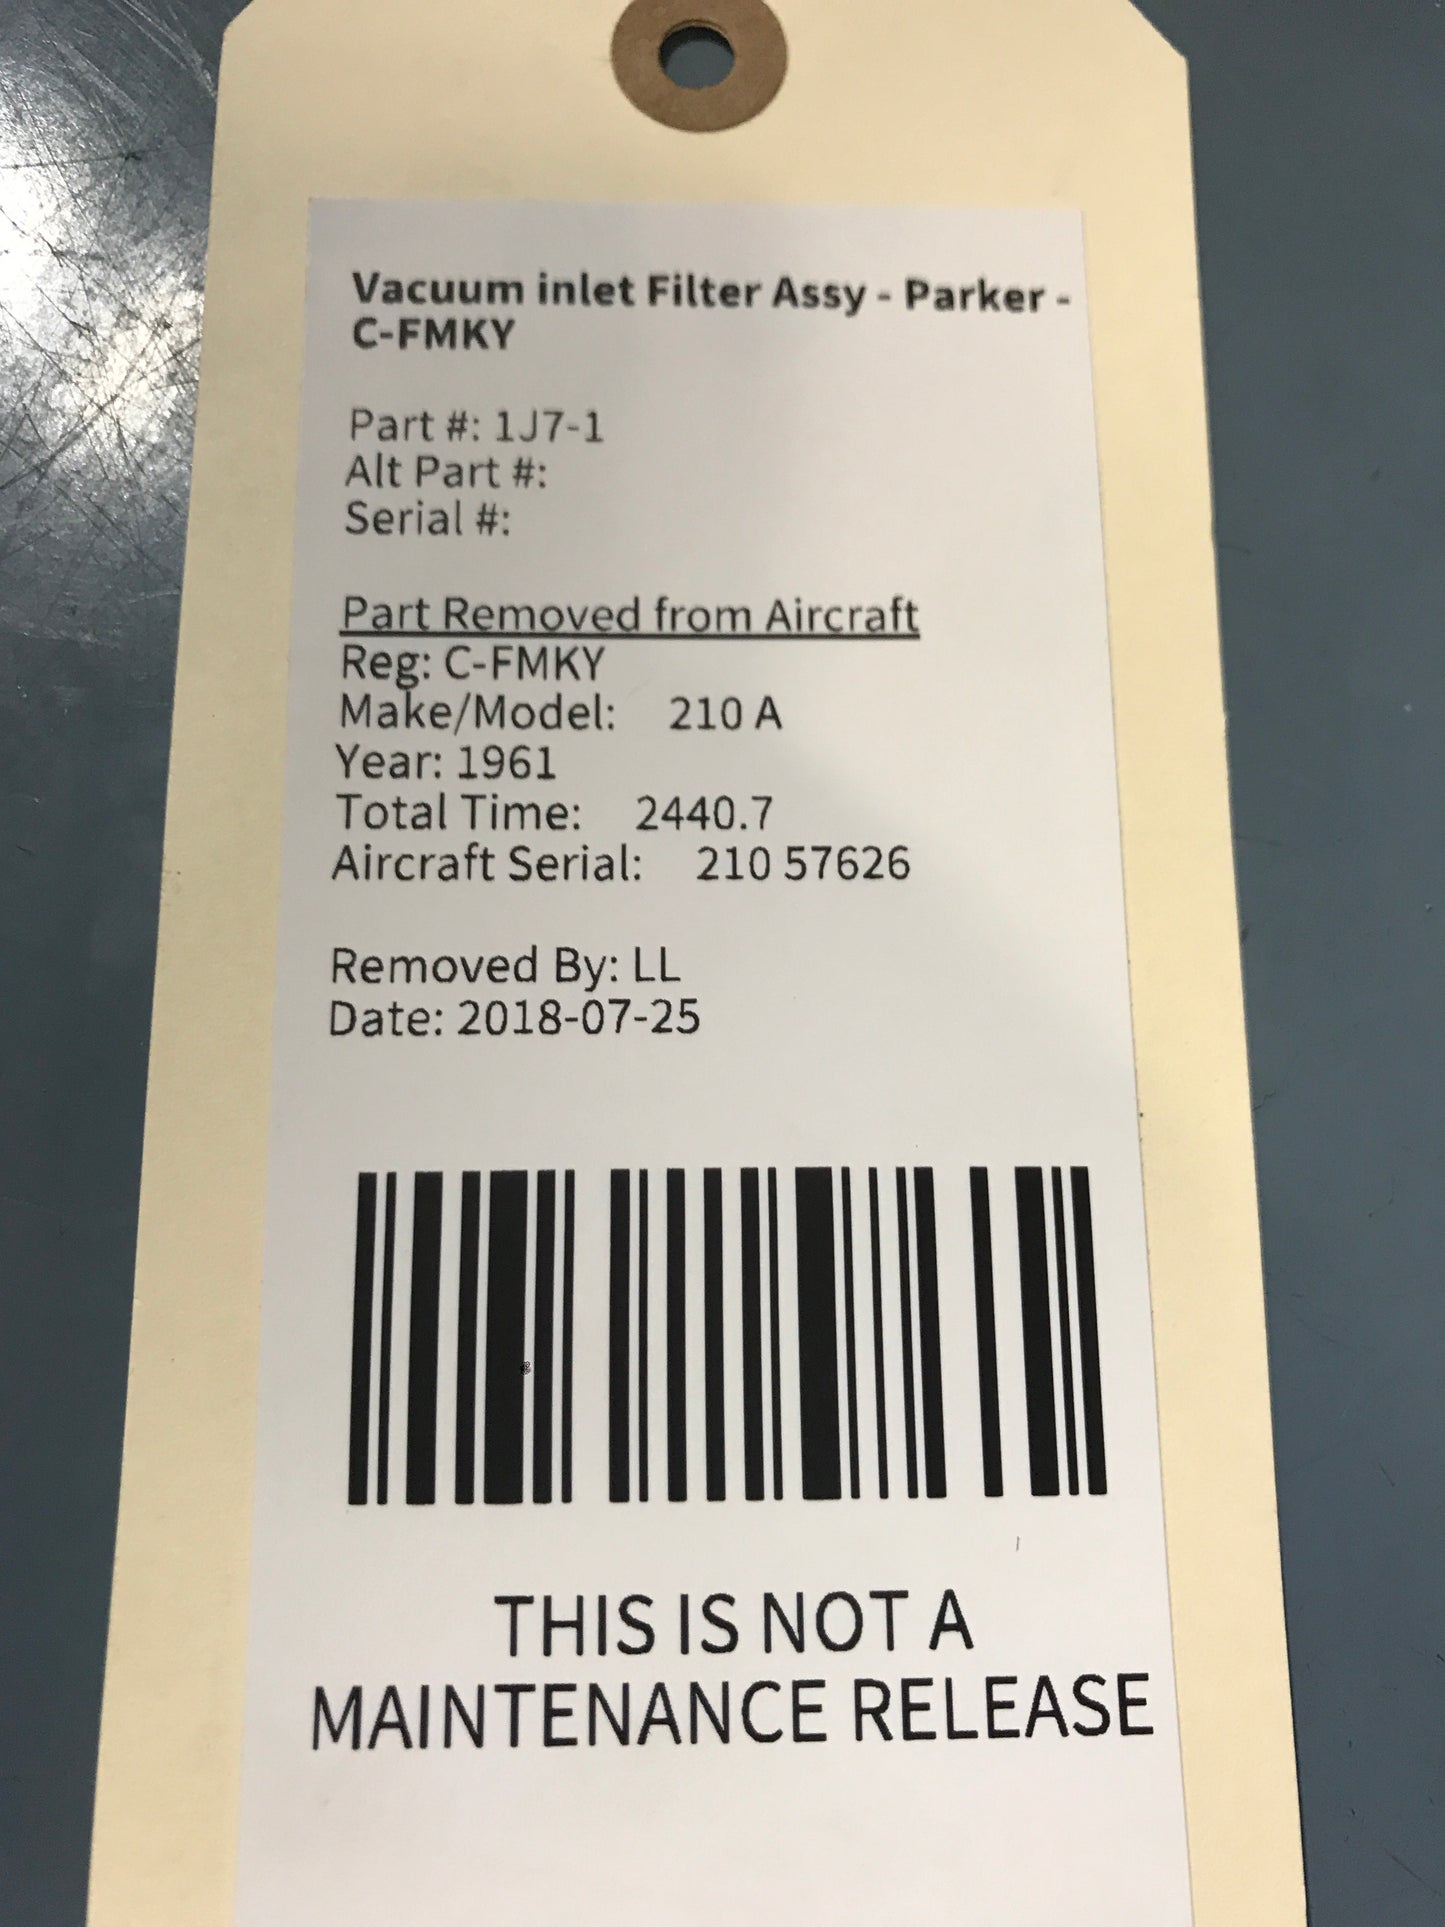 Vacuum inlet Filter Assy - Parker -
C-FMKY
Part #: 1J7-1
Alt Part #:
Serial #:
Part Removed from Aircraft
Reg: C-FMKY
Make/Model: 210 A
Year: 1961
Total Time: 2440.7
Aircraft Serial: 210 57626
Removed By: LL
Date: 2018-07-25
THIS IS NOT A
MAINTENANCE RELEASE